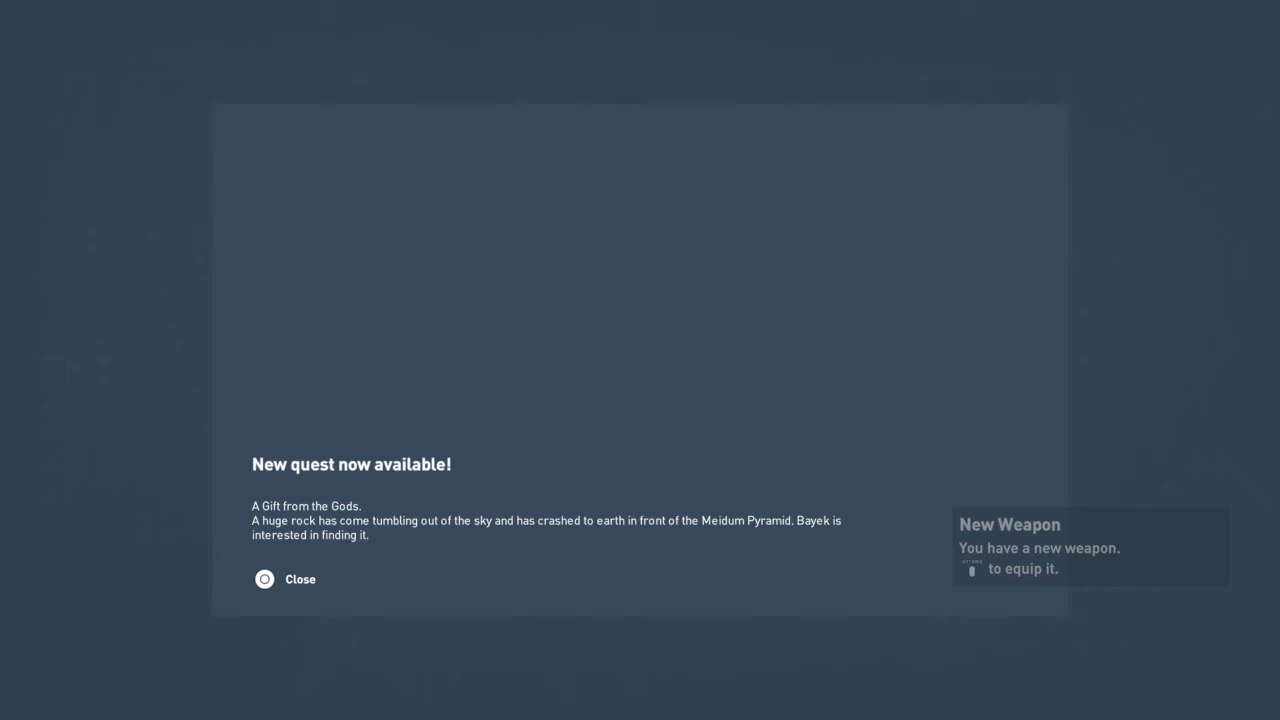 New quest now available!
A Gift from the Gods.
A huge rock has come tumbling out of the sky and has crashed to earth in front of the Meidum Pyramid. Bayek is
interested in finding it.
Close
New Weapon
You have a new weapon.
OPTIONS to equip it.